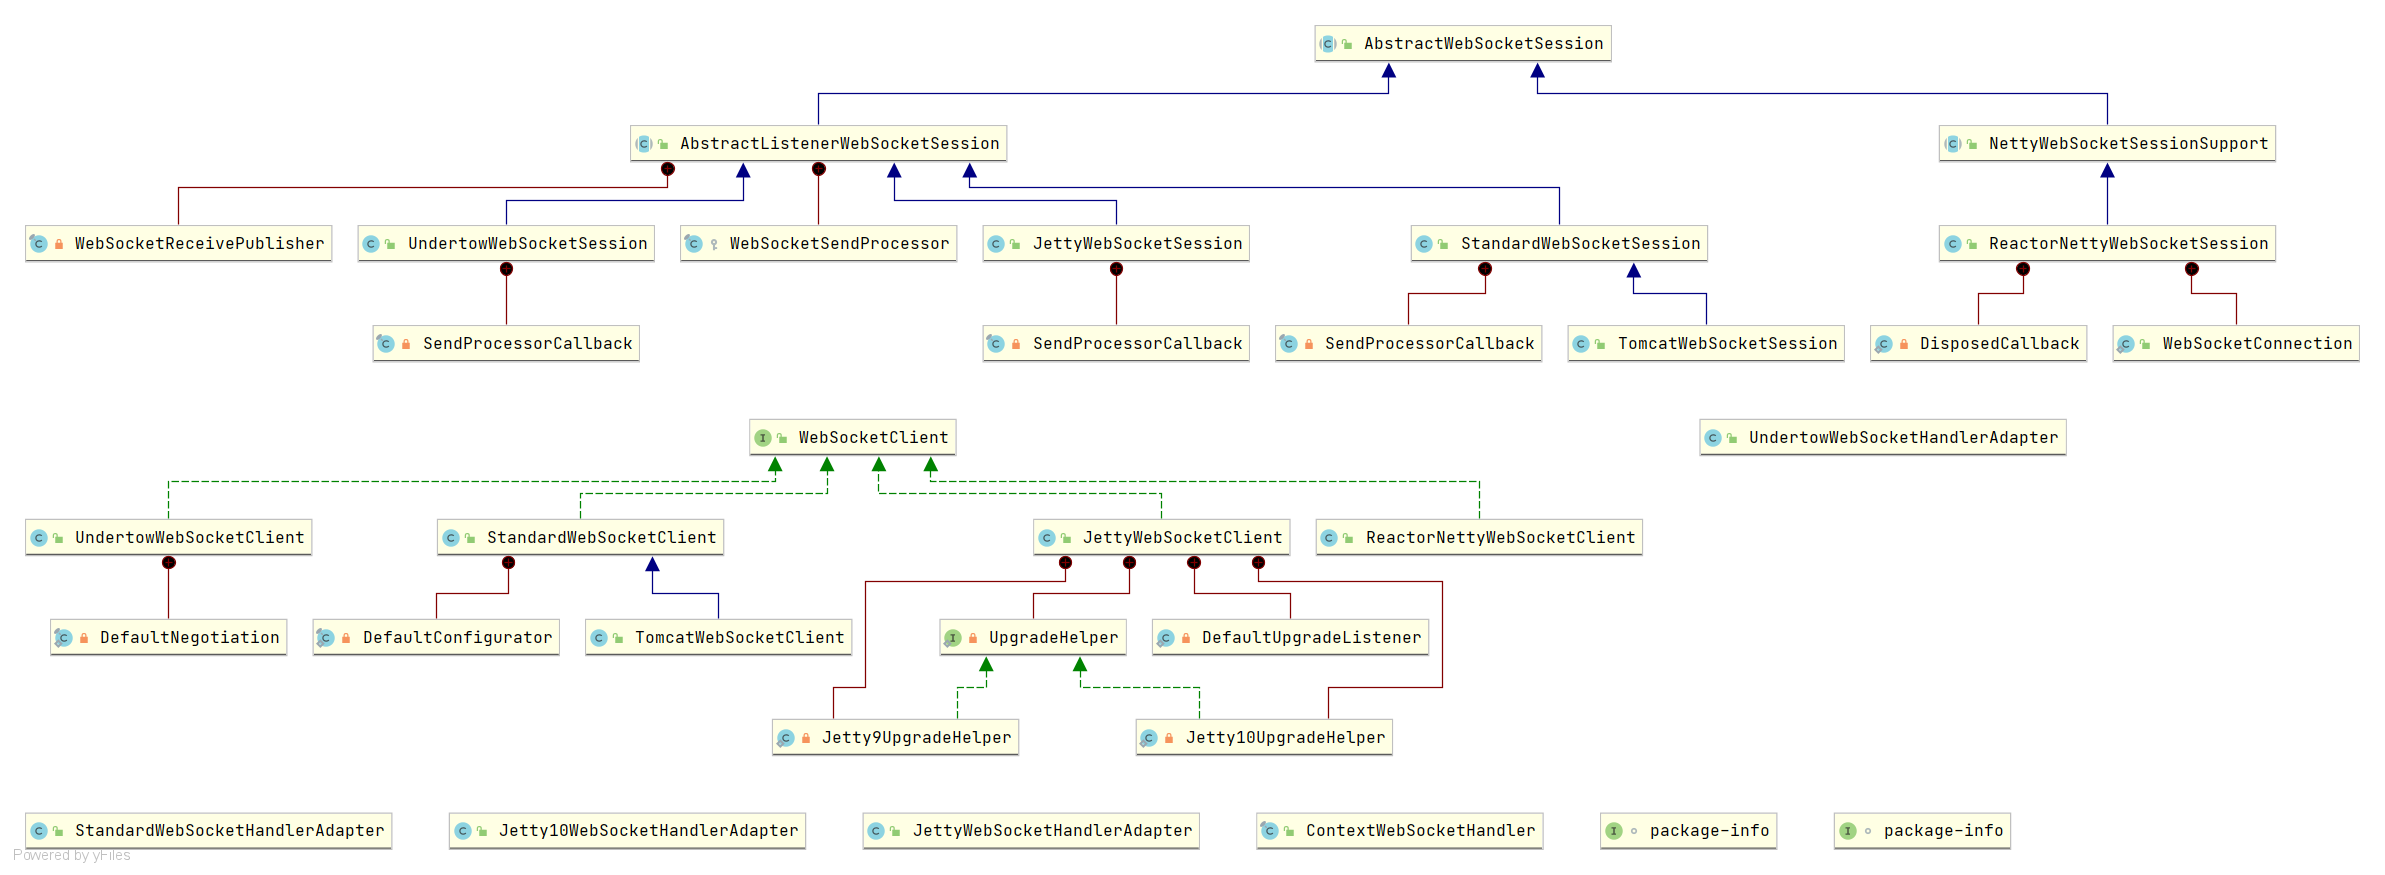 AbstractWebSocketSession
AbstractListenerWebSocketSession
NettyWebSocketSessionSupport
WebSocketReceivePublisher
UndertowWebSocketSession
WebSocketSendProcessor
JettyWebSocketSession
StandardWebSocketSession
ReactorNettyWebSocketSession
SendProcessorCallback
SendProcessorCallback
SendProcessorCallback
TomcatWebSocketSession
DisposedCallback
WebSocketConnection
WebSocketClient
UndertowWebSocketHandlerAdapter
UndertowWebSocketClient
StandardWebSocketClient
JettyWebSocketClient
ReactorNettyWebSocketClient
DefaultNegotiation
DefaultConfigurator
TomcatWebSocketClient
UpgradeHelper
DefaultUpgradeListener
Jetty9UpgradeHelper
Jetty10UpgradeHelper
StandardWebSocketHandlerAdapter
Jetty10WebSocketHandlerAdapter
JettyWebSocketHandlerAdapter
ContextWebSocketHandler
package-info
package-info
Powered by yFiles